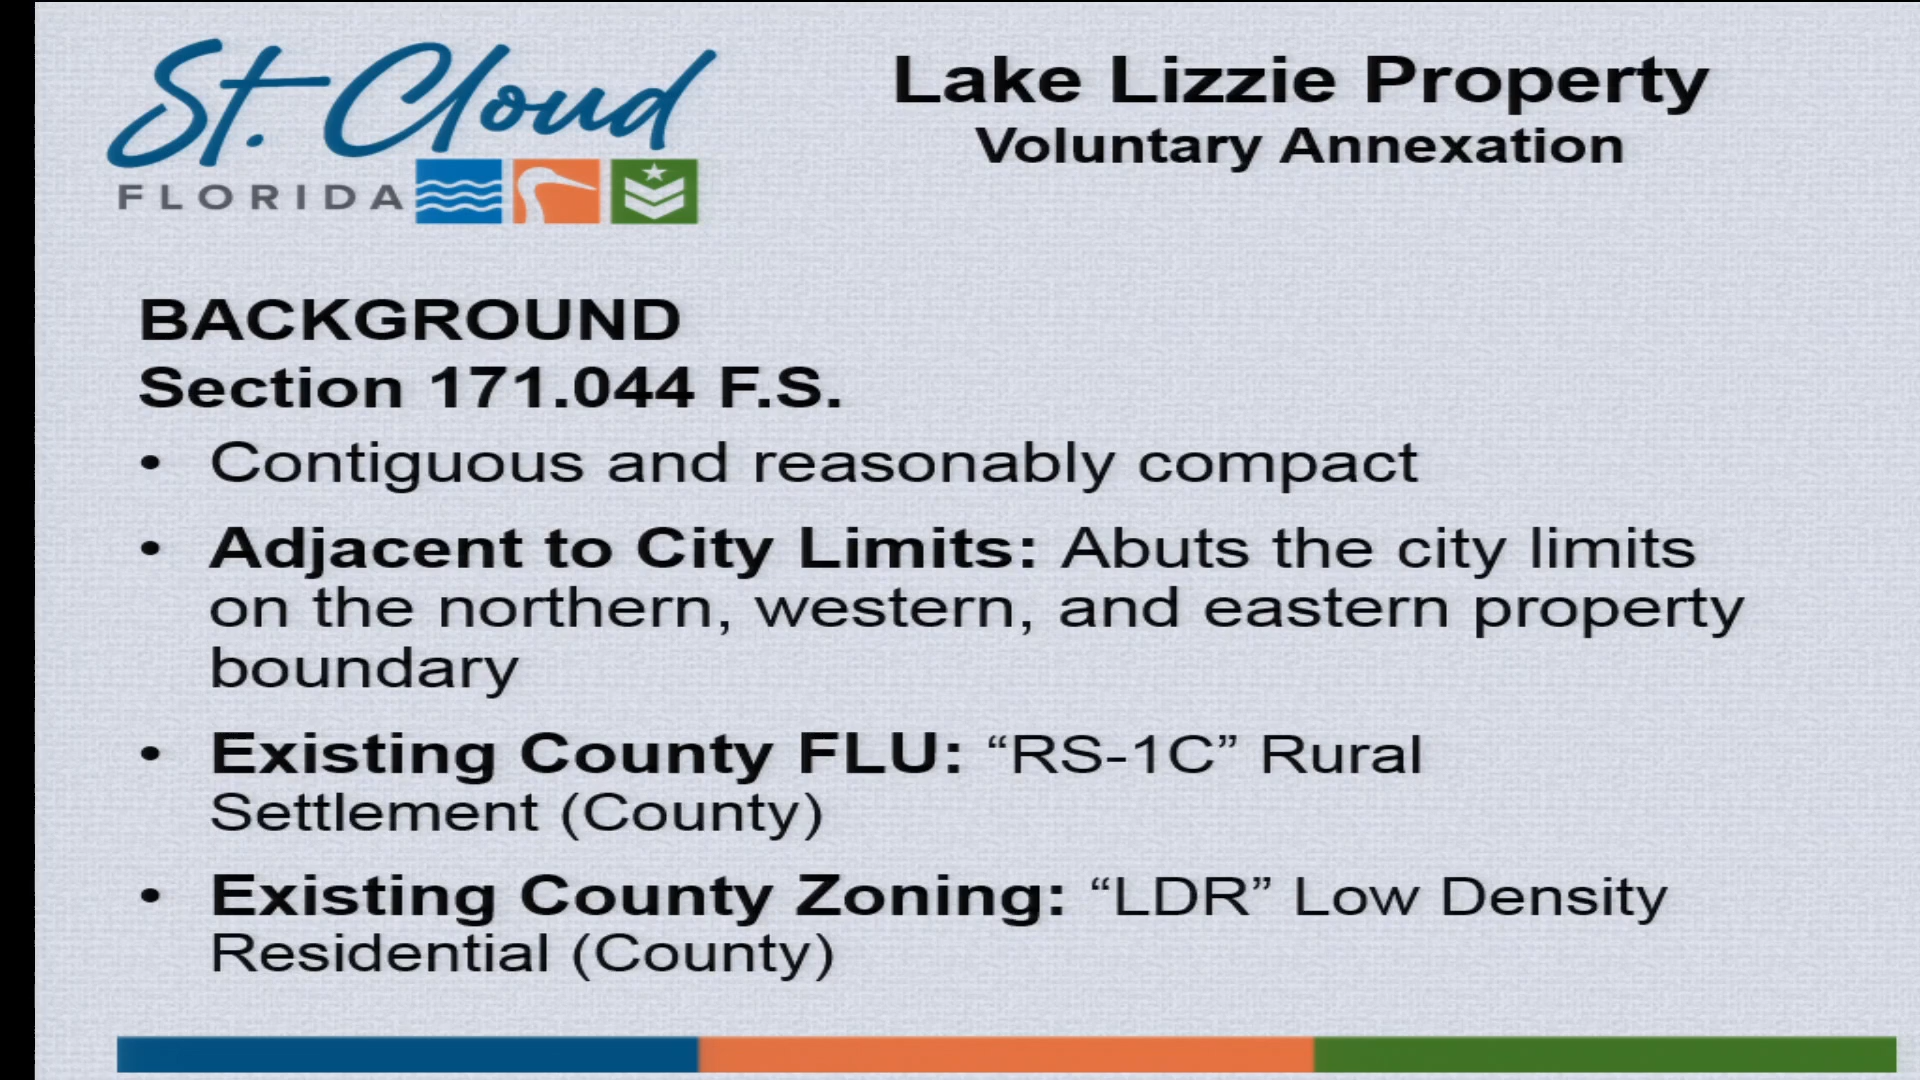 St. Cloud
FLORIDA
Lake Lizzie Property
Voluntary Annexation
BACKGROUND
Section 171.044 F.S.
• Contiguous and reasonably compact
• Adjacent to City Limits: Abuts the city limits
on the northern, western, and eastern property
boundary
• Existing County FLU: “RS-1C” Rural
Settlement (County)
• Existing County Zoning: “LDR” Low Density
Residential (County)